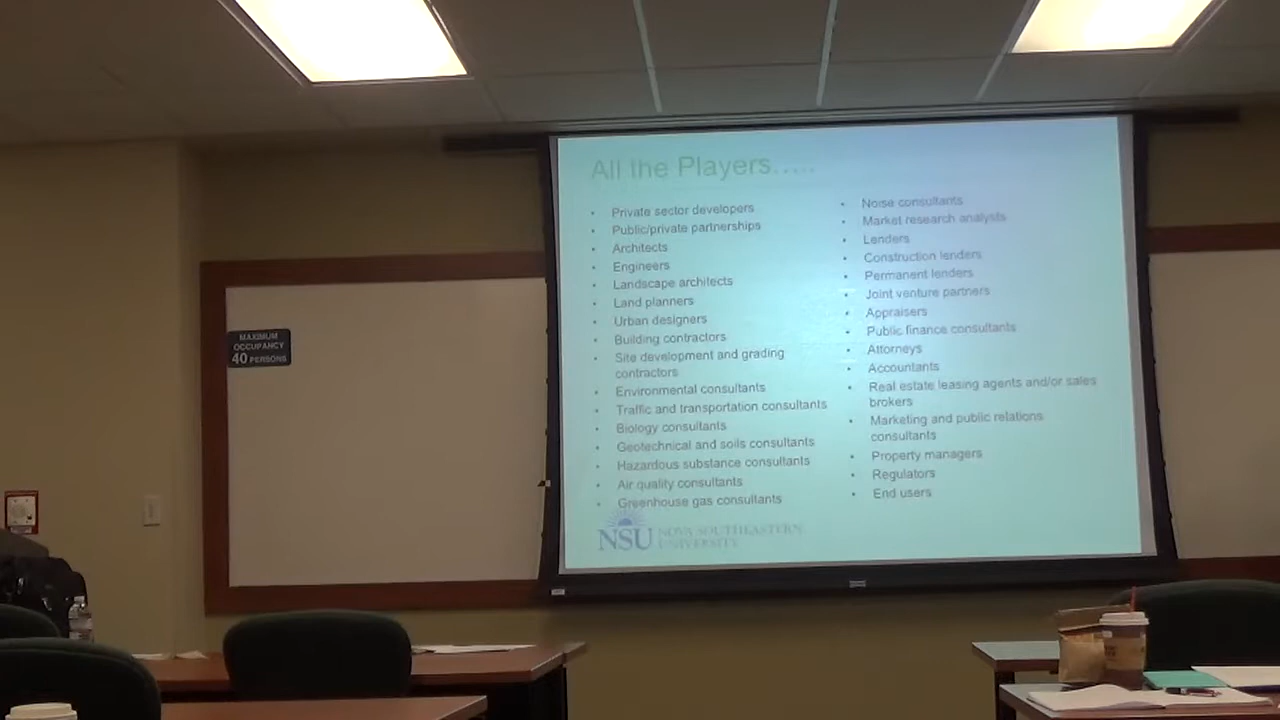 All the Players.....
• Private sector developers
• Public/private partnerships
• Architects
• Engineers
• Landscape architects
• Land planners
• Urban designers
• Building contractors
• Site development and grading
contractors
• Environmental consultants
• Traffic and transportation consultants
• Biology consultants
• Geotechnical and soils consultants
• Hazardous substance consultants
• Air quality consultants
• Greenhouse gas consultants
• Noise consultants
• Market research analysts
• Lenders
• Construction lenders
• Permanent lenders
• Joint venture partners
• Appraisers
• Public finance consultants
• Attorneys
• Accountants
• Real estate leasing agents and/or sales
brokers
• Marketing and public relations
consultants
• Property managers
• Regulators
• End users
NSU
NOVA SOUTHEASTERN
UNIVERSITY
MAXIMUM
OCCUPANCY
40 PERSONS